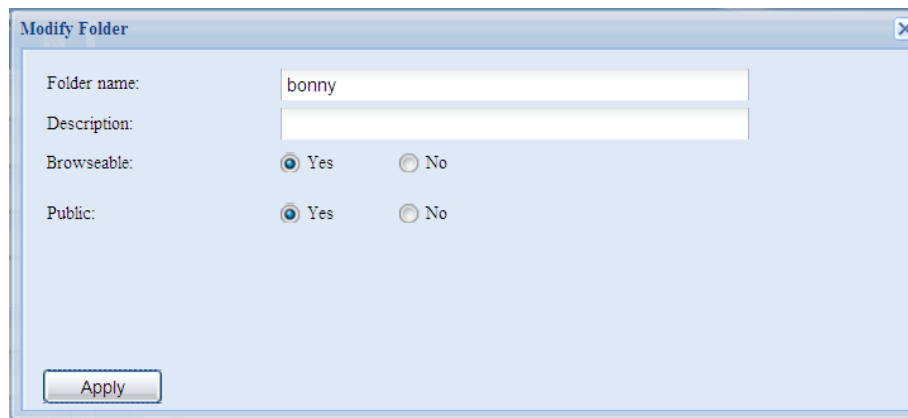 Modify Folder
Folder name: bonny
Description:
Browseable: Yes No
Public: Yes No
Apply